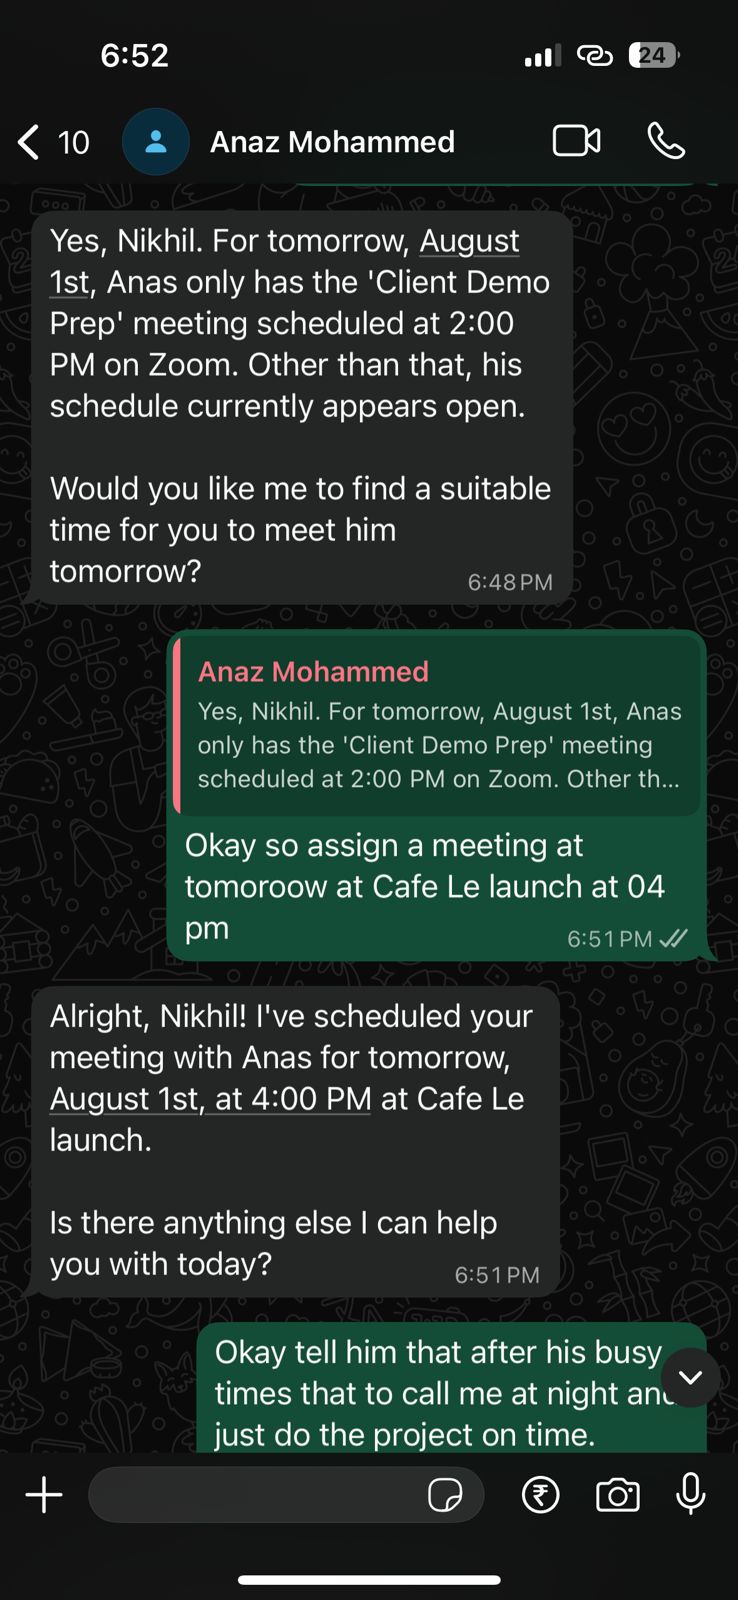 6:52
24
10
Anaz Mohammed
Yes, Nikhil. For tomorrow, August
1st, Anas only has the 'Client Demo
Prep' meeting scheduled at 2:00
PM on Zoom. Other than that, his
schedule currently appears open.
Would you like me to find a suitable
time for you to meet him
tomorrow?
6:48 PM
Anaz Mohammed
Yes, Nikhil. For tomorrow, August 1st, Anas
only has the 'Client Demo Prep' meeting
scheduled at 2:00 PM on Zoom. Other th...
Okay so assign a meeting at
tomoroow at Cafe Le launch at 04
pm
6:51 PM
Alright, Nikhil! I've scheduled your
meeting with Anas for tomorrow,
August 1st, at 4:00 PM at Cafe Le
launch.
Is there anything else I can help
you with today?
6:51 PM
Okay tell him that after his busy
times that to call me at night and
just do the project on time.
₹